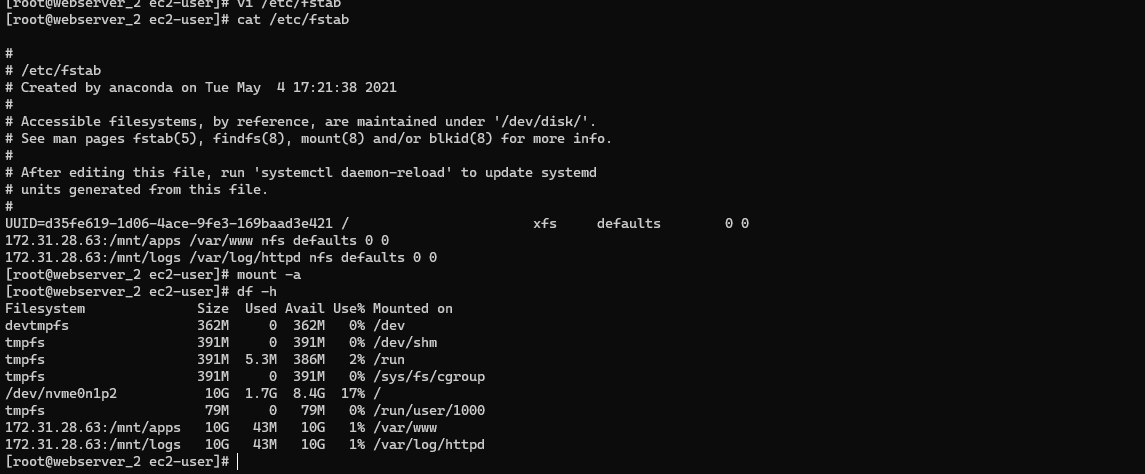 [root@webserver_2 ec2-user]# vi /etc/fstab
[root@webserver_2 ec2-user]# cat /etc/fstab
#
# /etc/fstab
# Created by anaconda on Tue May  4 17:21:38 2021
#
# Accessible filesystems, by reference, are maintained under '/dev/disk/'.
# See man pages fstab(5), findfs(8), mount(8) and/or blkid(8) for more info.
#
# After editing this file, run 'systemctl daemon-reload' to update systemd
# units generated from this file.
#
UUID=d35fe619-1d06-4ace-9fe3-169baad3e421 /                       xfs     defaults        0 0
172.31.28.63:/mnt/apps /var/www nfs defaults 0 0
172.31.28.63:/mnt/logs /var/log/httpd nfs defaults 0 0
[root@webserver_2 ec2-user]# mount -a
[root@webserver_2 ec2-user]# df -h
Filesystem              Size  Used Avail Use% Mounted on
devtmpfs                362M     0  362M   0% /dev
tmpfs                   391M     0  391M   0% /dev/shm
tmpfs                   391M  5.3M  386M   2% /run
tmpfs                   391M     0  391M   0% /sys/fs/cgroup
/dev/nvme0n1p2           10G  1.7G  8.4G  17% /
tmpfs                    79M     0   79M   0% /run/user/1000
172.31.28.63:/mnt/apps   10G   43M   10G   1% /var/www
172.31.28.63:/mnt/logs   10G   43M   10G   1% /var/log/httpd
[root@webserver_2 ec2-user]#